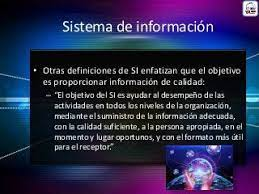 Sistema de información
• Otras definiciones de SI enfatizan que el objetivo
es proporcionar información de calidad:
– “El objetivo del SI es ayudar al desempeño de las
actividades en todos los niveles de la organización,
mediante el suministro de la información adecuada,
con la calidad suficiente, a la persona apropiada, en el
momento y lugar oportunos, y con el formato más útil
para el receptor.”